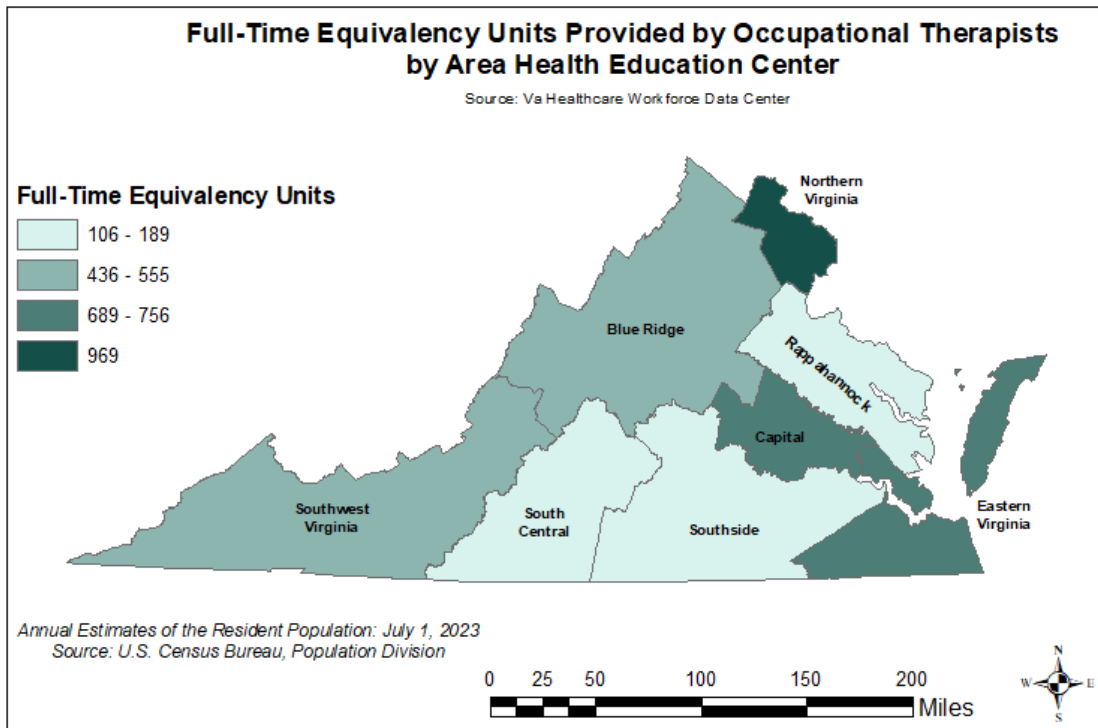 Full-Time Equivalency Units Provided by Occupational Therapists
by Area Health Education Center
Source: Va Healthcare Workforce Data Center
Full-Time Equivalency Units
106 - 189
436 - 555
689 - 756
969
Northern
Virginia
Blue Ridge
Rappahannock
Capital
Southwest
Virginia
South
Central
Southside
Eastern
Virginia
Annual Estimates of the Resident Population: July 1, 2023
Source: U.S. Census Bureau, Population Division
0 25 50 100 150 200
Miles
N
W E
S